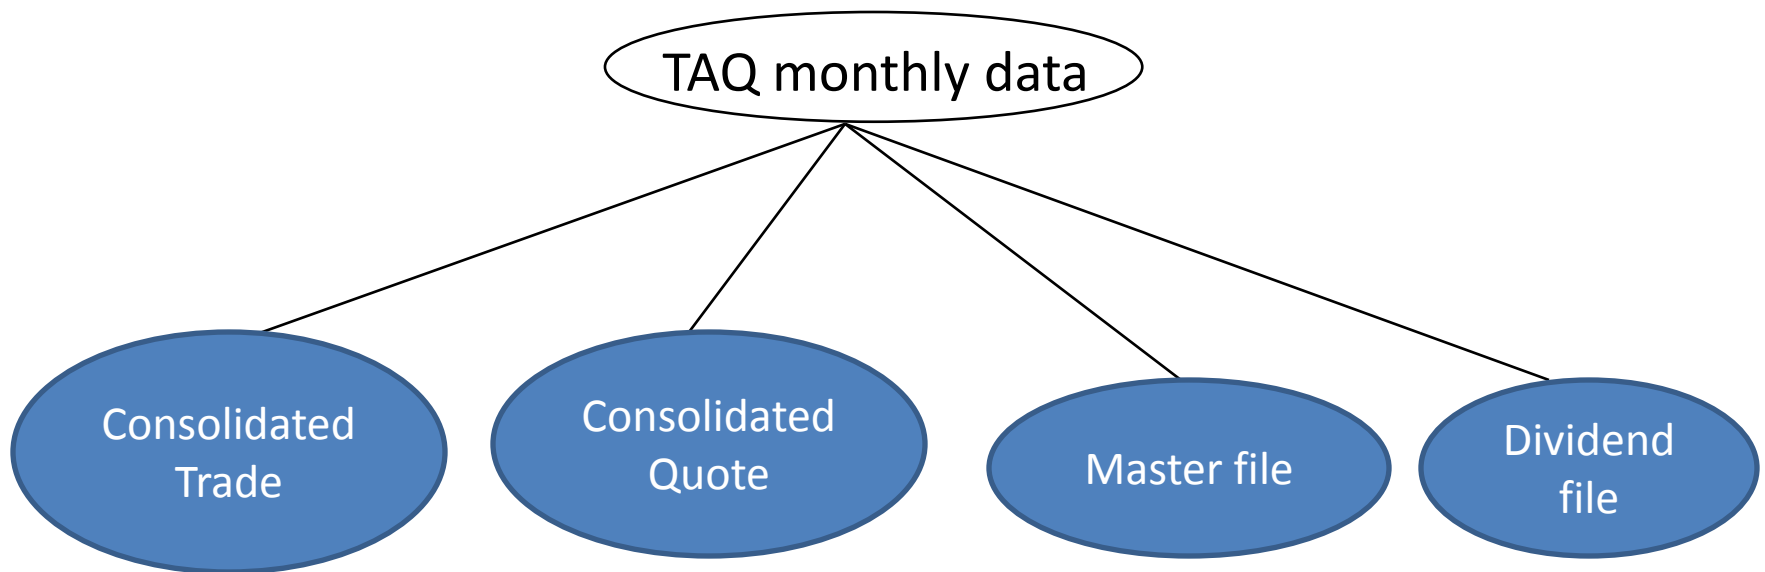 TAQ monthly data
Consolidated
Trade
Consolidated
Quote
Master file
Dividend
file